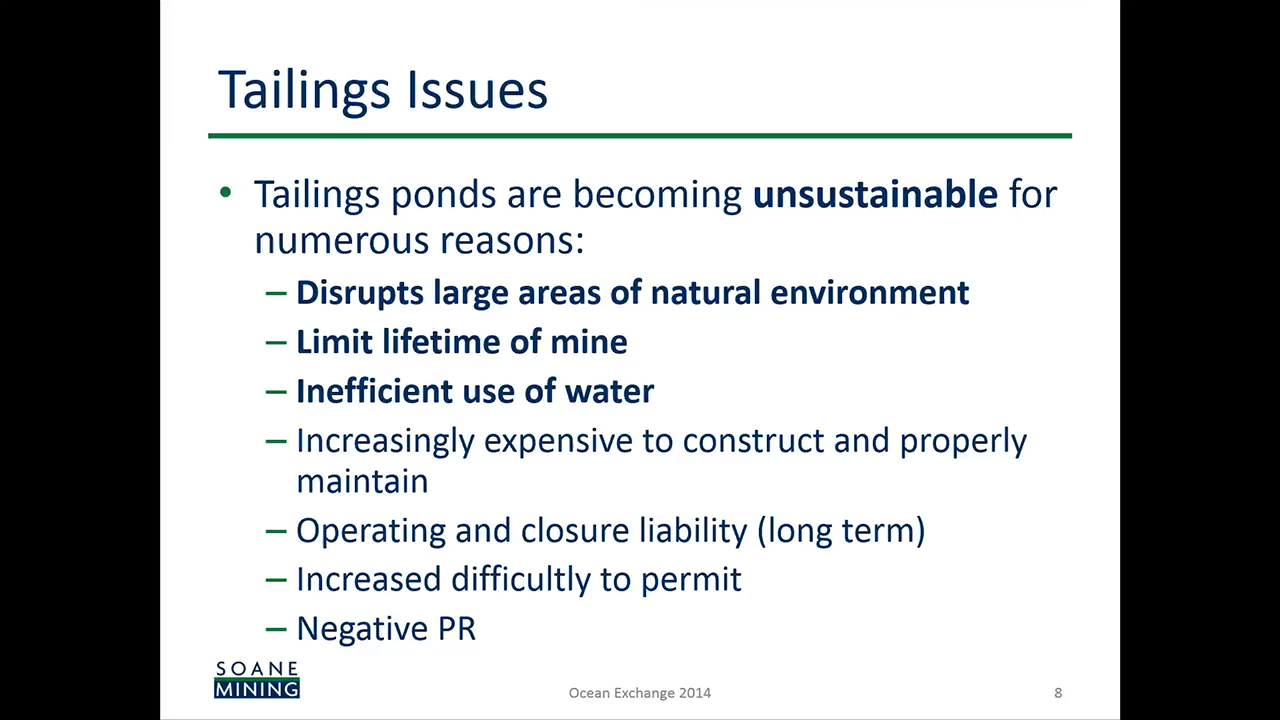 Tailings Issues
• Tailings ponds are becoming unsustainable for
numerous reasons:
– Disrupts large areas of natural environment
– Limit lifetime of mine
– Inefficient use of water
– Increasingly expensive to construct and properly
maintain
– Operating and closure liability (long term)
– Increased difficultly to permit
– Negative PR
SOANE
MINING
Ocean Exchange 2014
8